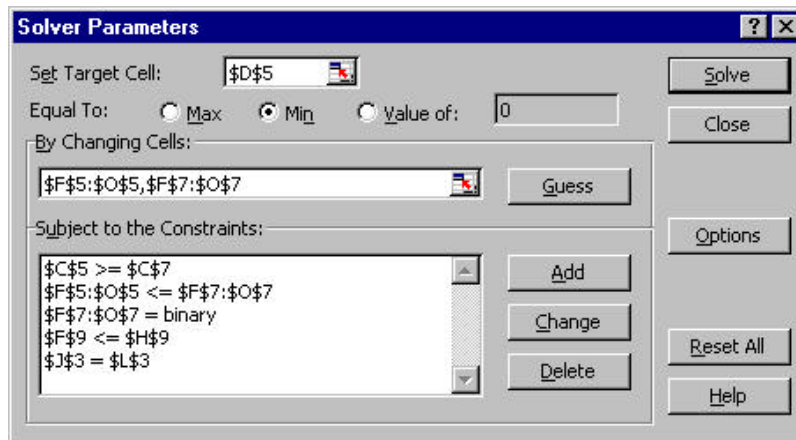 Solver Parameters ? X
Set Target Cell: $D$5 Solve
Equal To: Max Min Value of: 0
Close
By Changing Cells:
$F$5:$O$5,$F$7:$O$7 Guess
Subject to the Constraints: Options
$C$5 >= $C$7 Add
$F$5:$O$5 <= $F$7:$O$7
$F$7:$O$7 = binary Change
$F$9 <= $H$9
$J$3 = $L$3 Reset All
Delete
Help